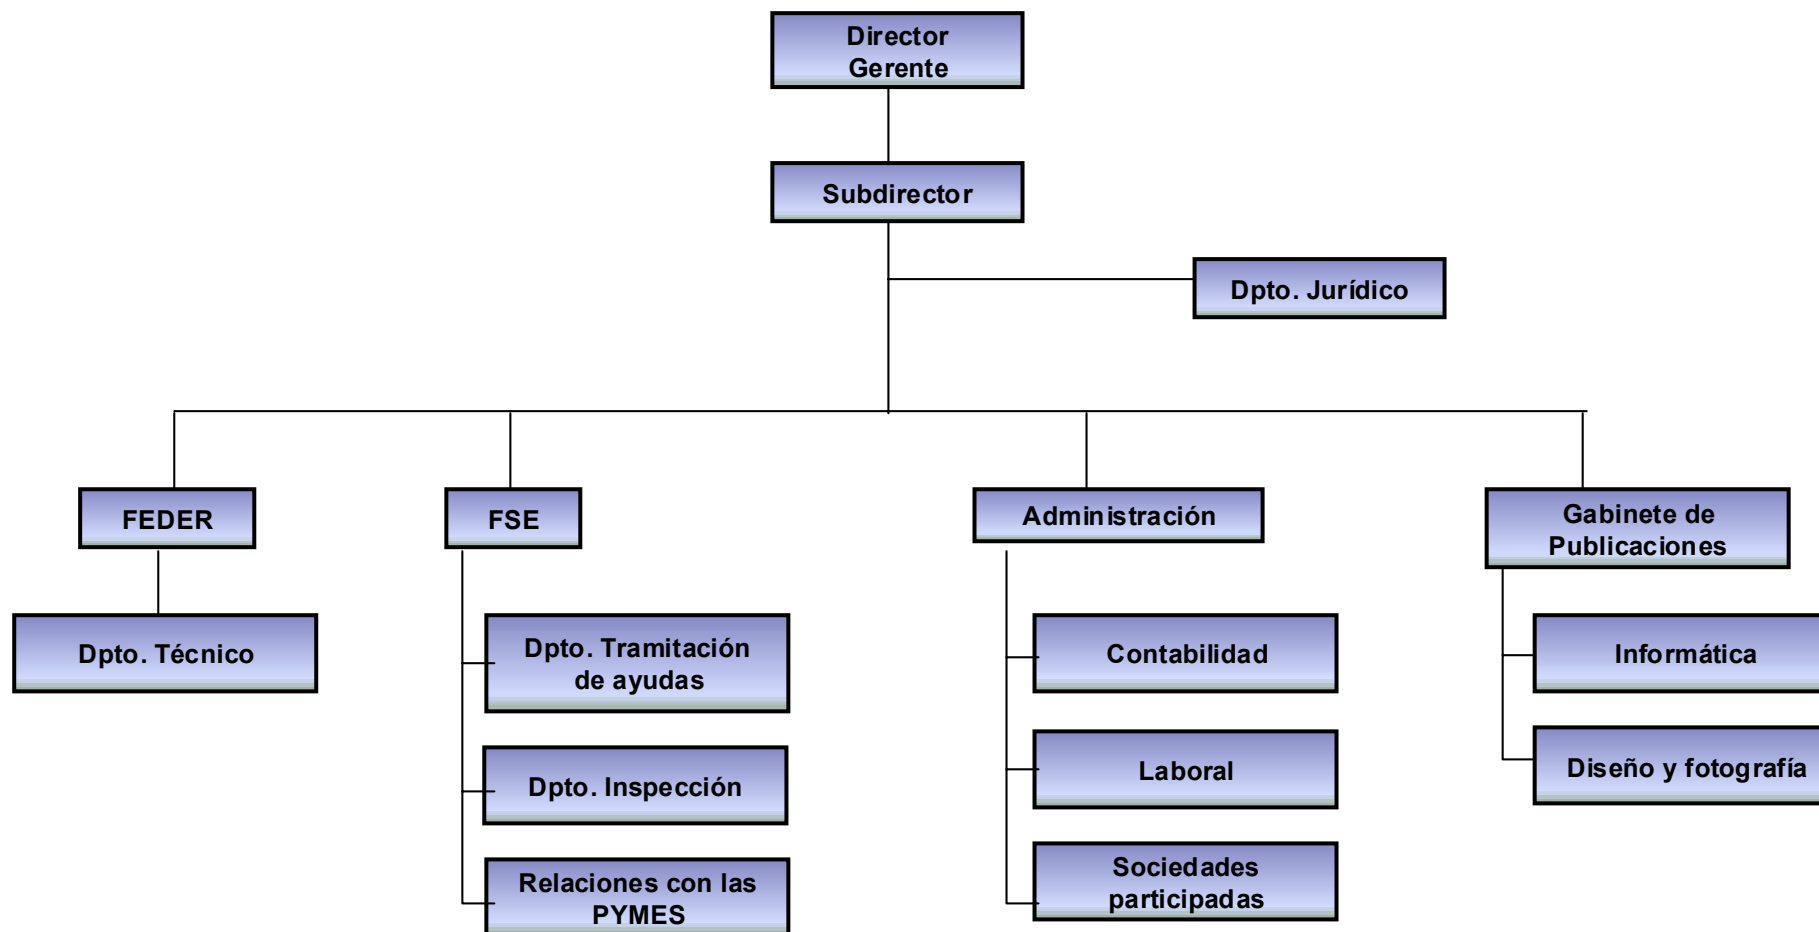 Director
Gerente
Subdirector
Dpto. Jurídico
FEDER
FSE
Administración
Gabinete de
Publicaciones
Dpto. Técnico
Dpto. Tramitación
de ayudas
Dpto. Inspección
Relaciones con las
PYMES
Contabilidad
Laboral
Sociedades
participadas
Informática
Diseño y fotografía